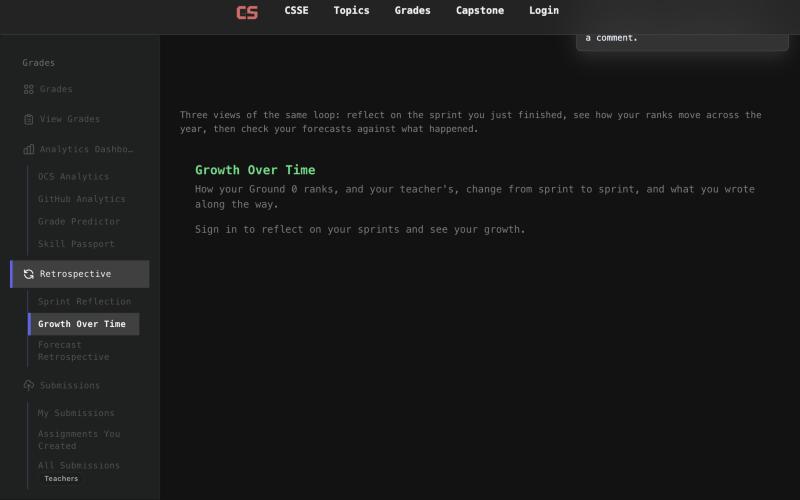 CS
CSSE
Topics
Grades
Capstone
Login
a comment.
Grades
Grades
View Grades
Analytics Dashbo…
OCS Analytics
GitHub Analytics
Grade Predictor
Skill Passport
Retrospective
Sprint Reflection
Growth Over Time
Forecast
Retrospective
Submissions
My Submissions
Assignments You
Created
All Submissions
Teachers
Three views of the same loop: reflect on the sprint you just finished, see how your ranks move across the
year, then check your forecasts against what happened.
Growth Over Time
How your Ground 0 ranks, and your teacher's, change from sprint to sprint, and what you wrote
along the way.
Sign in to reflect on your sprints and see your growth.